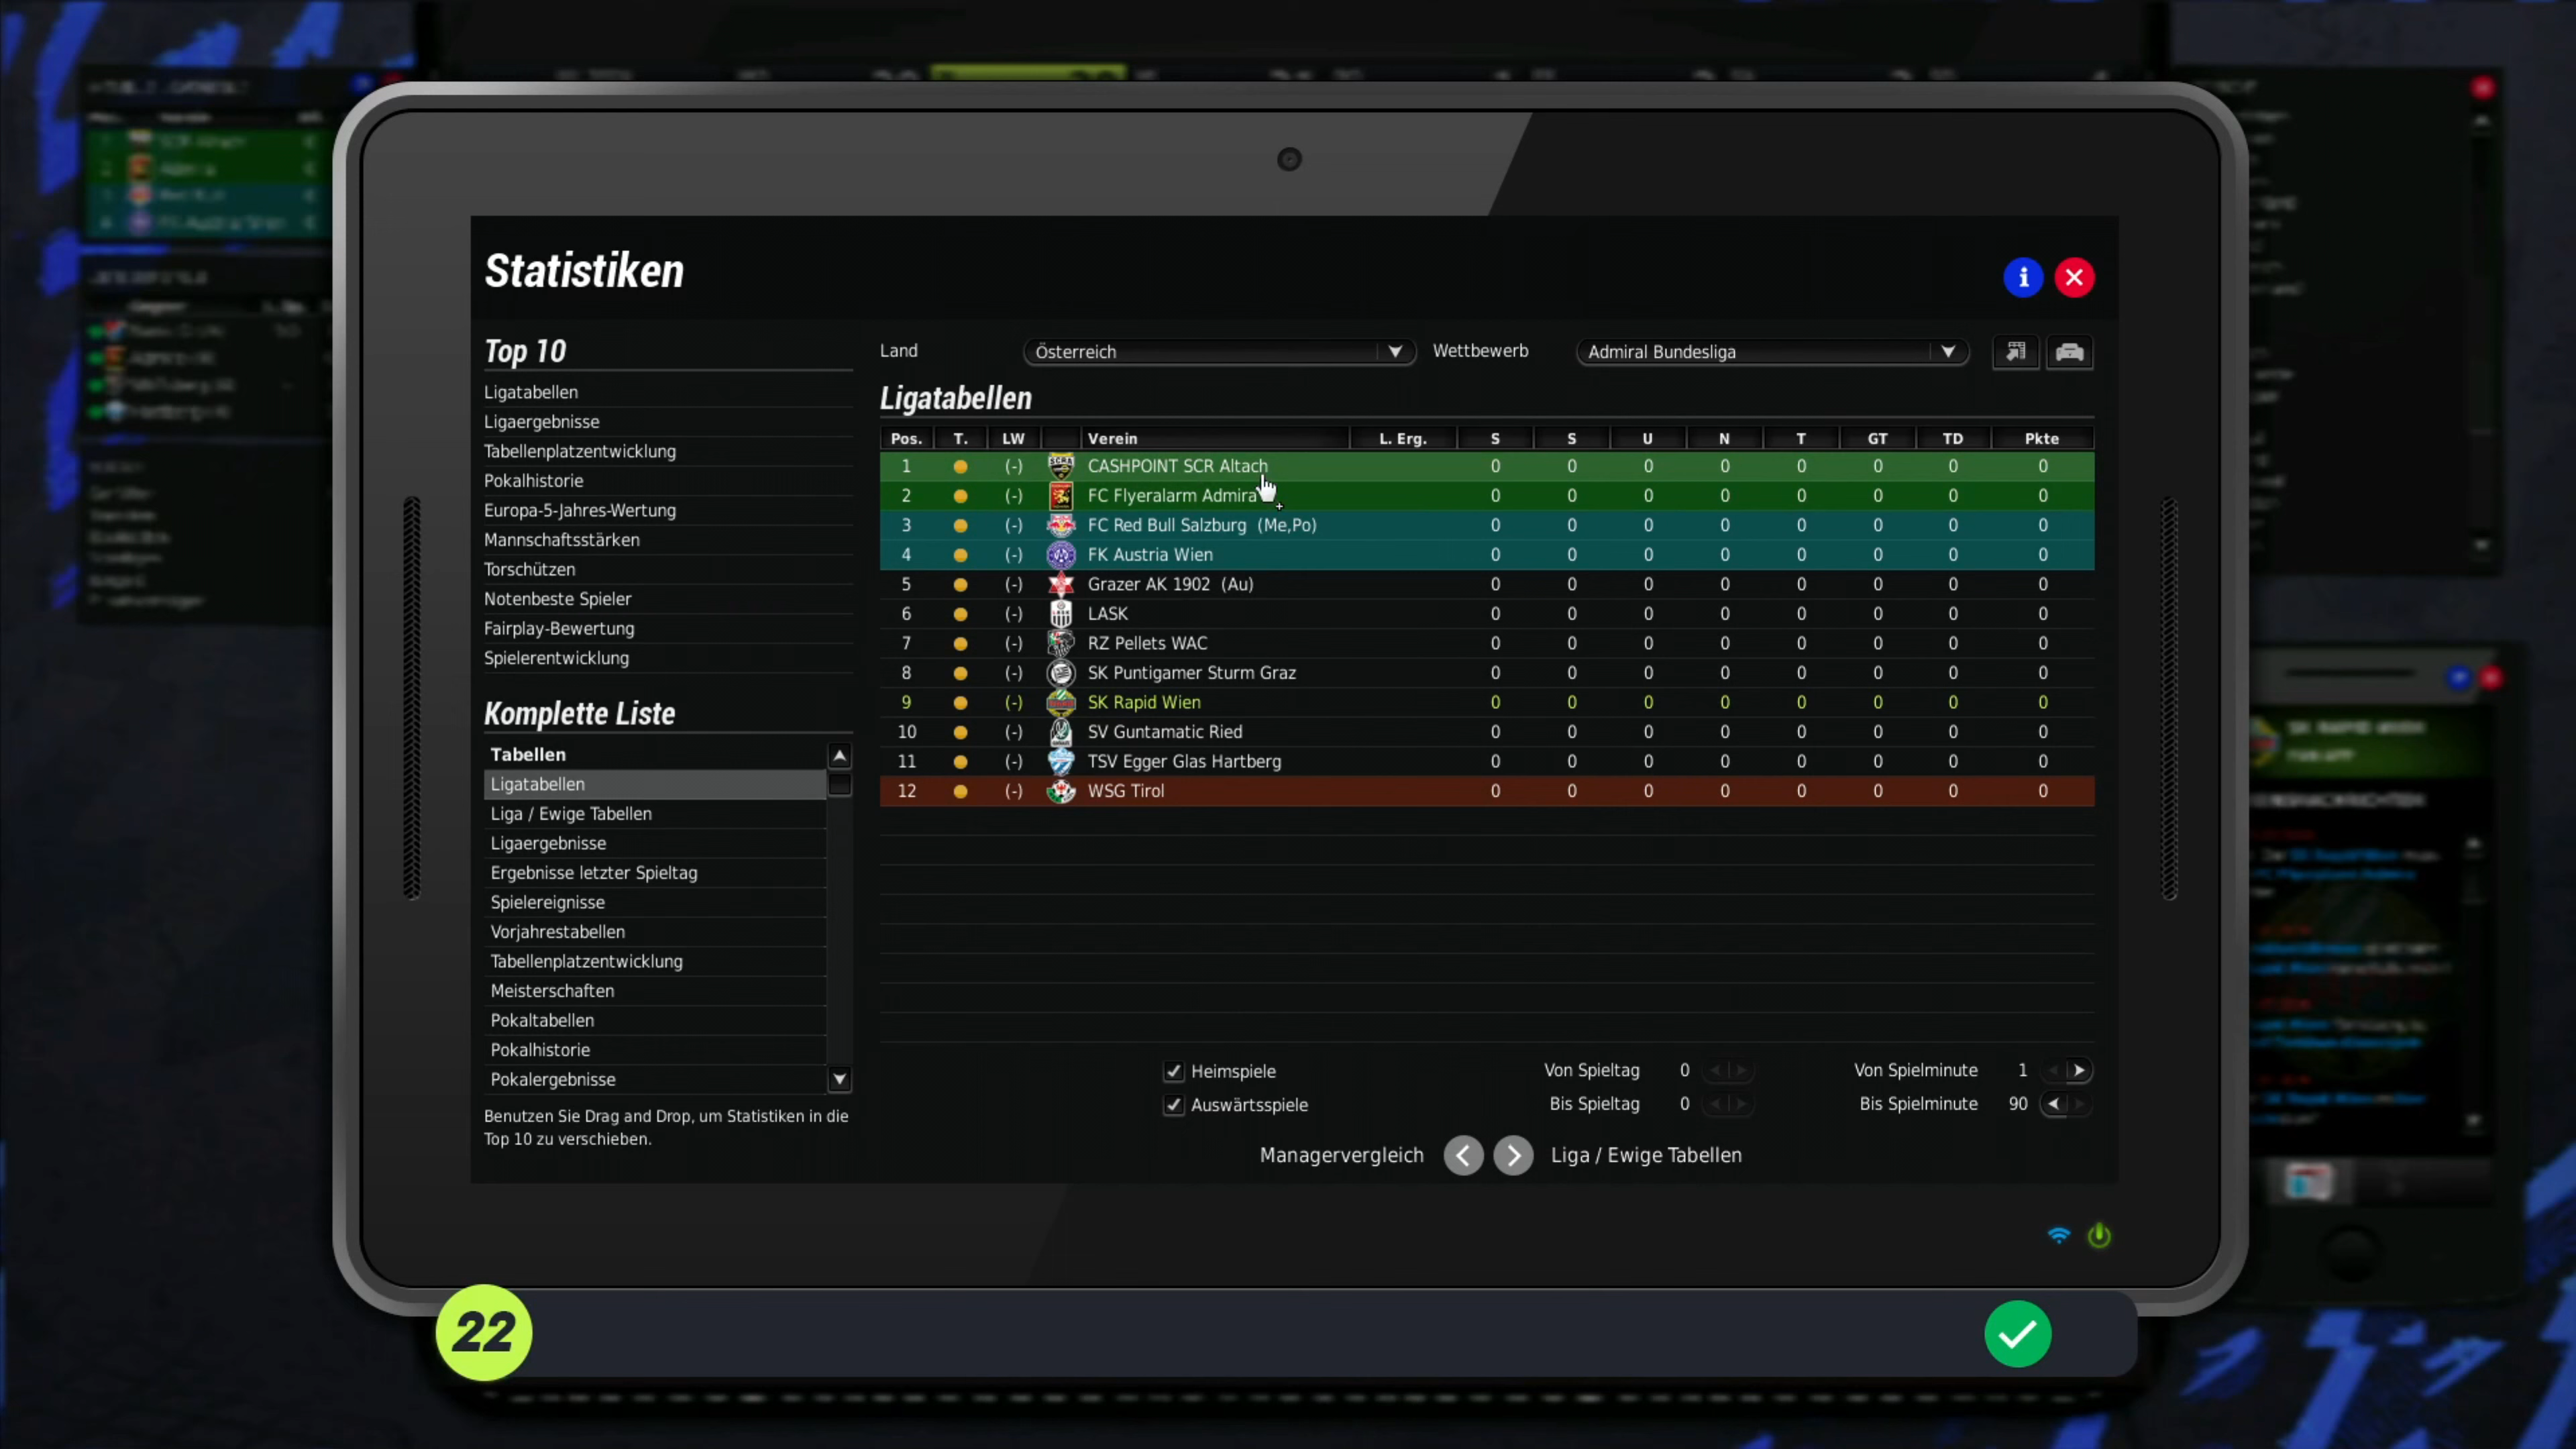 Statistiken
Top 10
Ligatabellen
Ligaergebnisse
Tabellenplatzentwicklung
Pokalhistorie
Europa-5-Jahres-Wertung
Mannschaftsstärken
Torschützen
Notenbeste Spieler
Fairplay-Bewertung
Spielerentwicklung
Komplette Liste
Tabellen
Ligatabellen
Liga / Ewige Tabellen
Ligaergebnisse
Ergebnisse letzter Spieltag
Spielereignisse
Vorjahrestabellen
Tabellenplatzentwicklung
Meisterschaften
Pokaltabellen
Pokalhistorie
Pokalergebnisse
Benutzen Sie Drag and Drop, um Statistiken in die
Top 10 zu verschieben.
Land Österreich Wettbewerb Admiral Bundesliga
Ligatabellen
Pos. T. LW Verein L. Erg. S S U N T GT TD Pkte
1 (-) CASHPOINT SCR Altach 0 0 0 0 0 0 0 0
2 (-) FC Flyeralarm Admira 0 0 0 0 0 0 0 0
3 (-) FC Red Bull Salzburg (Me,Po) 0 0 0 0 0 0 0 0
4 (-) FK Austria Wien 0 0 0 0 0 0 0 0
5 (-) Grazer AK 1902 (Au) 0 0 0 0 0 0 0 0
6 (-) LASK 0 0 0 0 0 0 0 0
7 (-) RZ Pellets WAC 0 0 0 0 0 0 0 0
8 (-) SK Puntigamer Sturm Graz 0 0 0 0 0 0 0 0
9 (-) SK Rapid Wien 0 0 0 0 0 0 0 0
10 (-) SV Guntamatic Ried 0 0 0 0 0 0 0 0
11 (-) TSV Egger Glas Hartberg 0 0 0 0 0 0 0 0
12 (-) WSG Tirol 0 0 0 0 0 0 0 0
Heimspiele Von Spieltag 0 Von Spielminute 1
Auswärtsspiele Bis Spieltag 0 Bis Spielminute 90
Managervergleich Liga / Ewige Tabellen
22